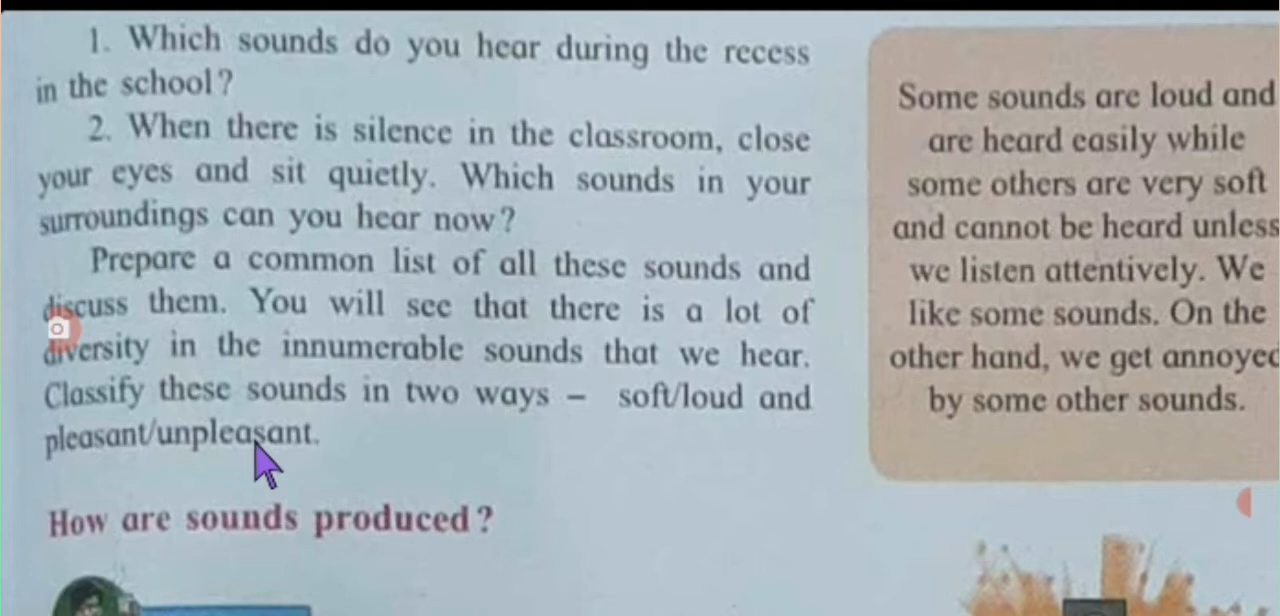 1. Which sounds do you hear during the recess
in the school?
2. When there is silence in the classroom, close
your eyes and sit quietly. Which sounds in your
surroundings can you hear now?
Prepare a common list of all these sounds and
discuss them. You will see that there is a lot of
diversity in the innumerable sounds that we hear.
Classify these sounds in two ways – soft/loud and
pleasant/unpleasant.
How are sounds produced?
Some sounds are loud and
are heard easily while
some others are very soft
and cannot be heard unless
we listen attentively. We
like some sounds. On the
other hand, we get annoyed
by some other sounds.